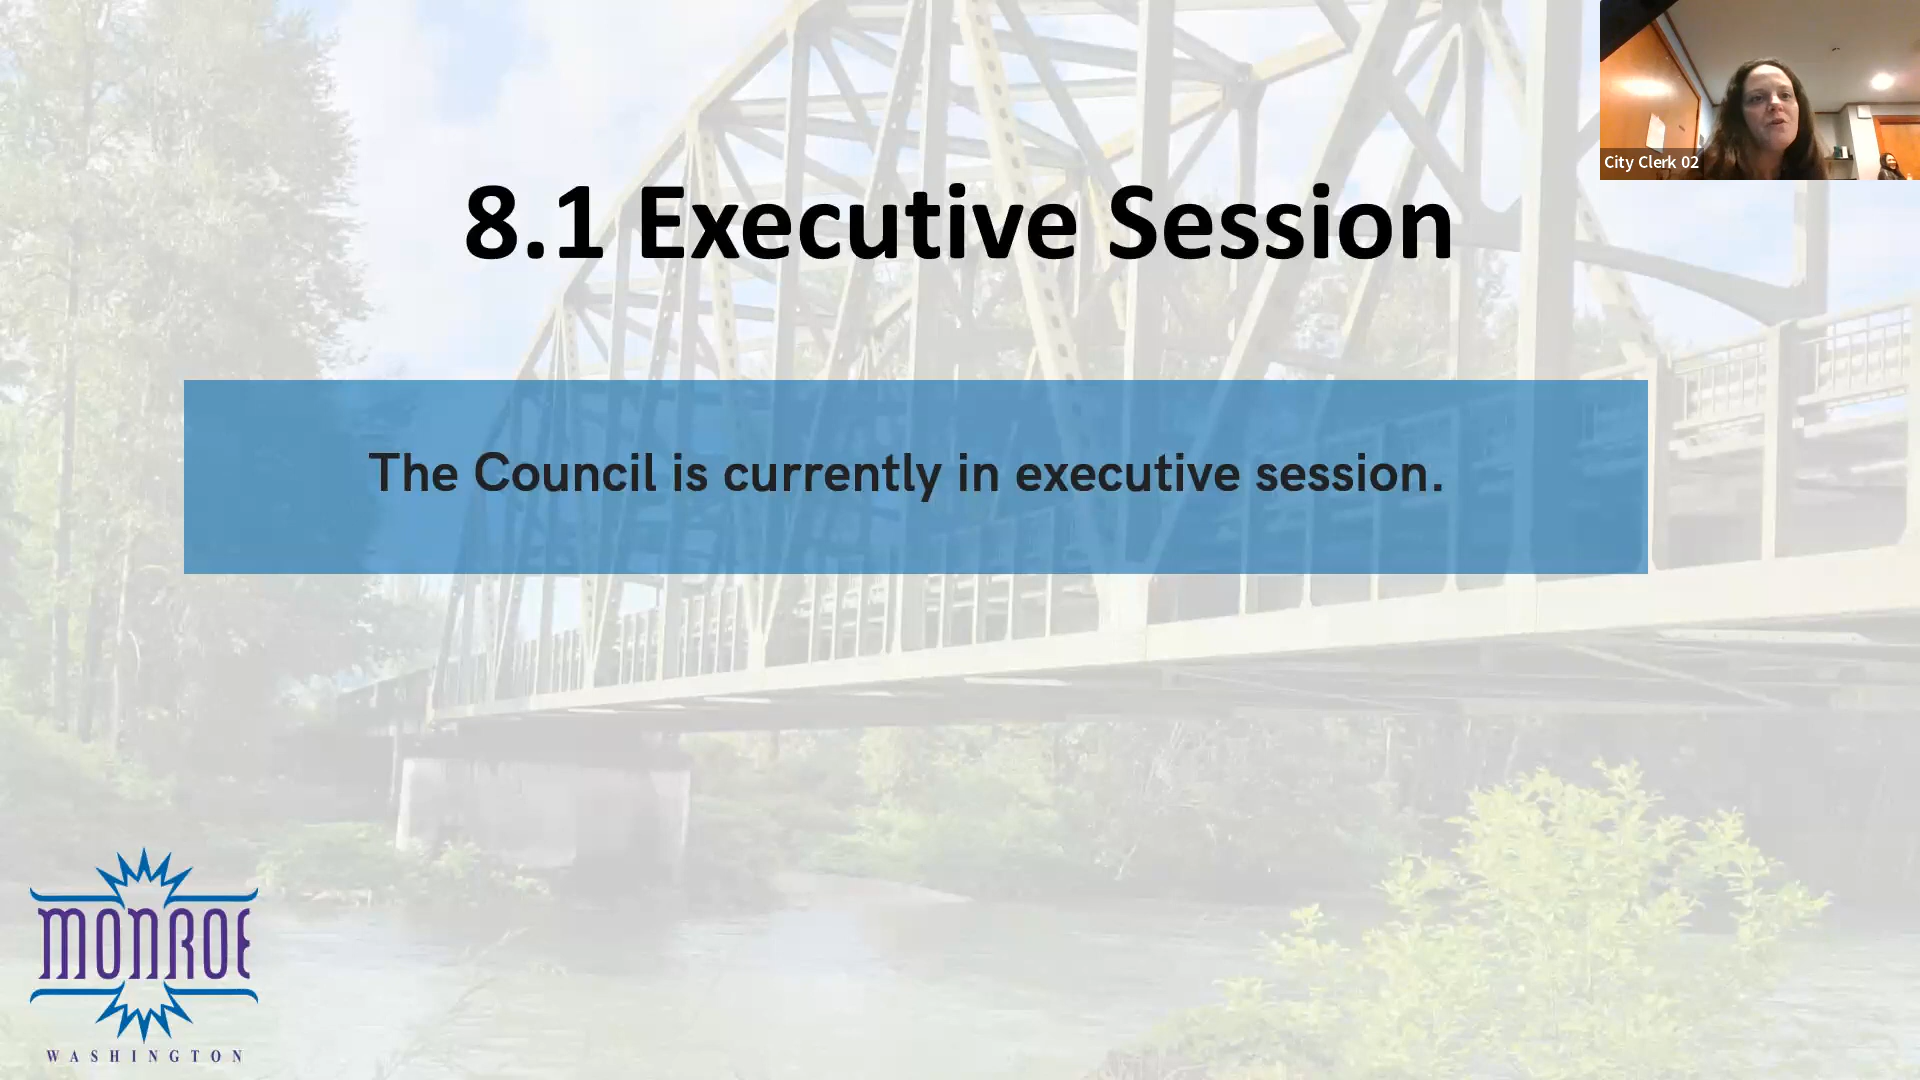 City Clerk 02
8.1 Executive Session
The Council is currently in executive session.
MONROE
WASHINGTON